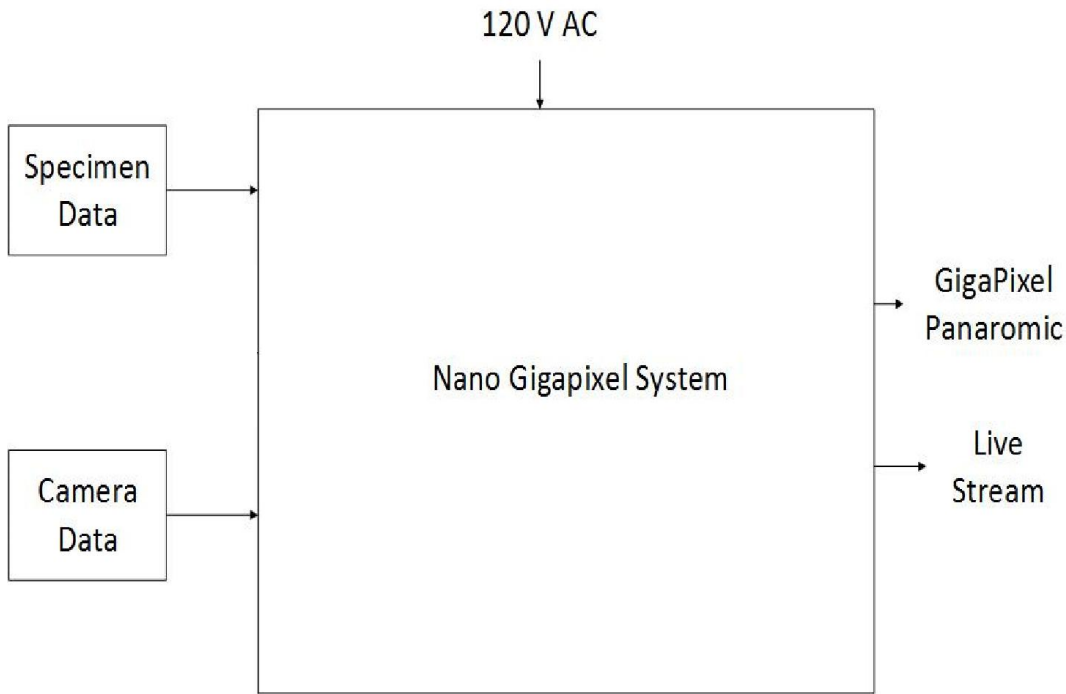 120 V AC
Specimen
Data
GigaPixel
Panaromic
Nano Gigapixel System
Live
Stream
Camera
Data